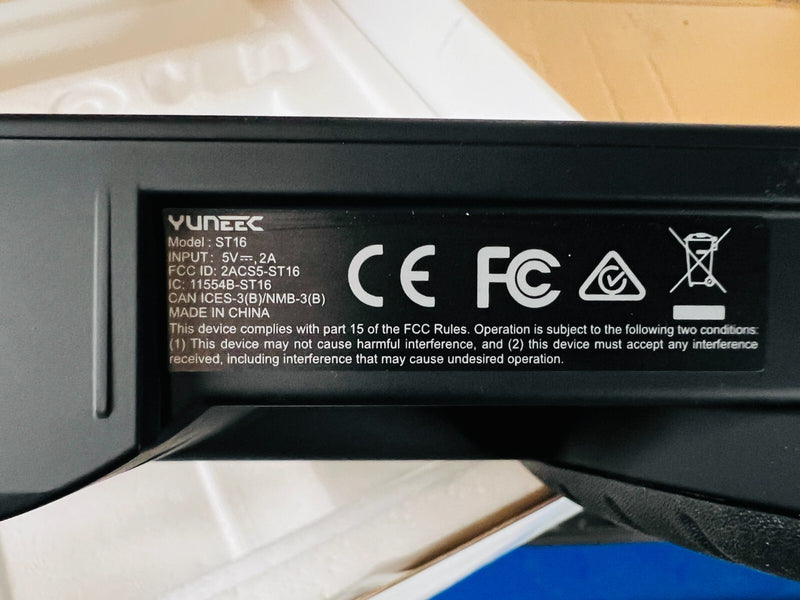 YUNEEC
Model : ST16
INPUT: 5V⎓, 2A
FCC ID: 2ACS5-ST16
IC: 11554B-ST16
CAN ICES-3(B)/NMB-3(B)
MADE IN CHINA
CE FC
This device complies with part 15 of the FCC Rules. Operation is subject to the following two conditions:
(1) This device may not cause harmful interference, and (2) this device must accept any interference
received, including interference that may cause undesired operation.